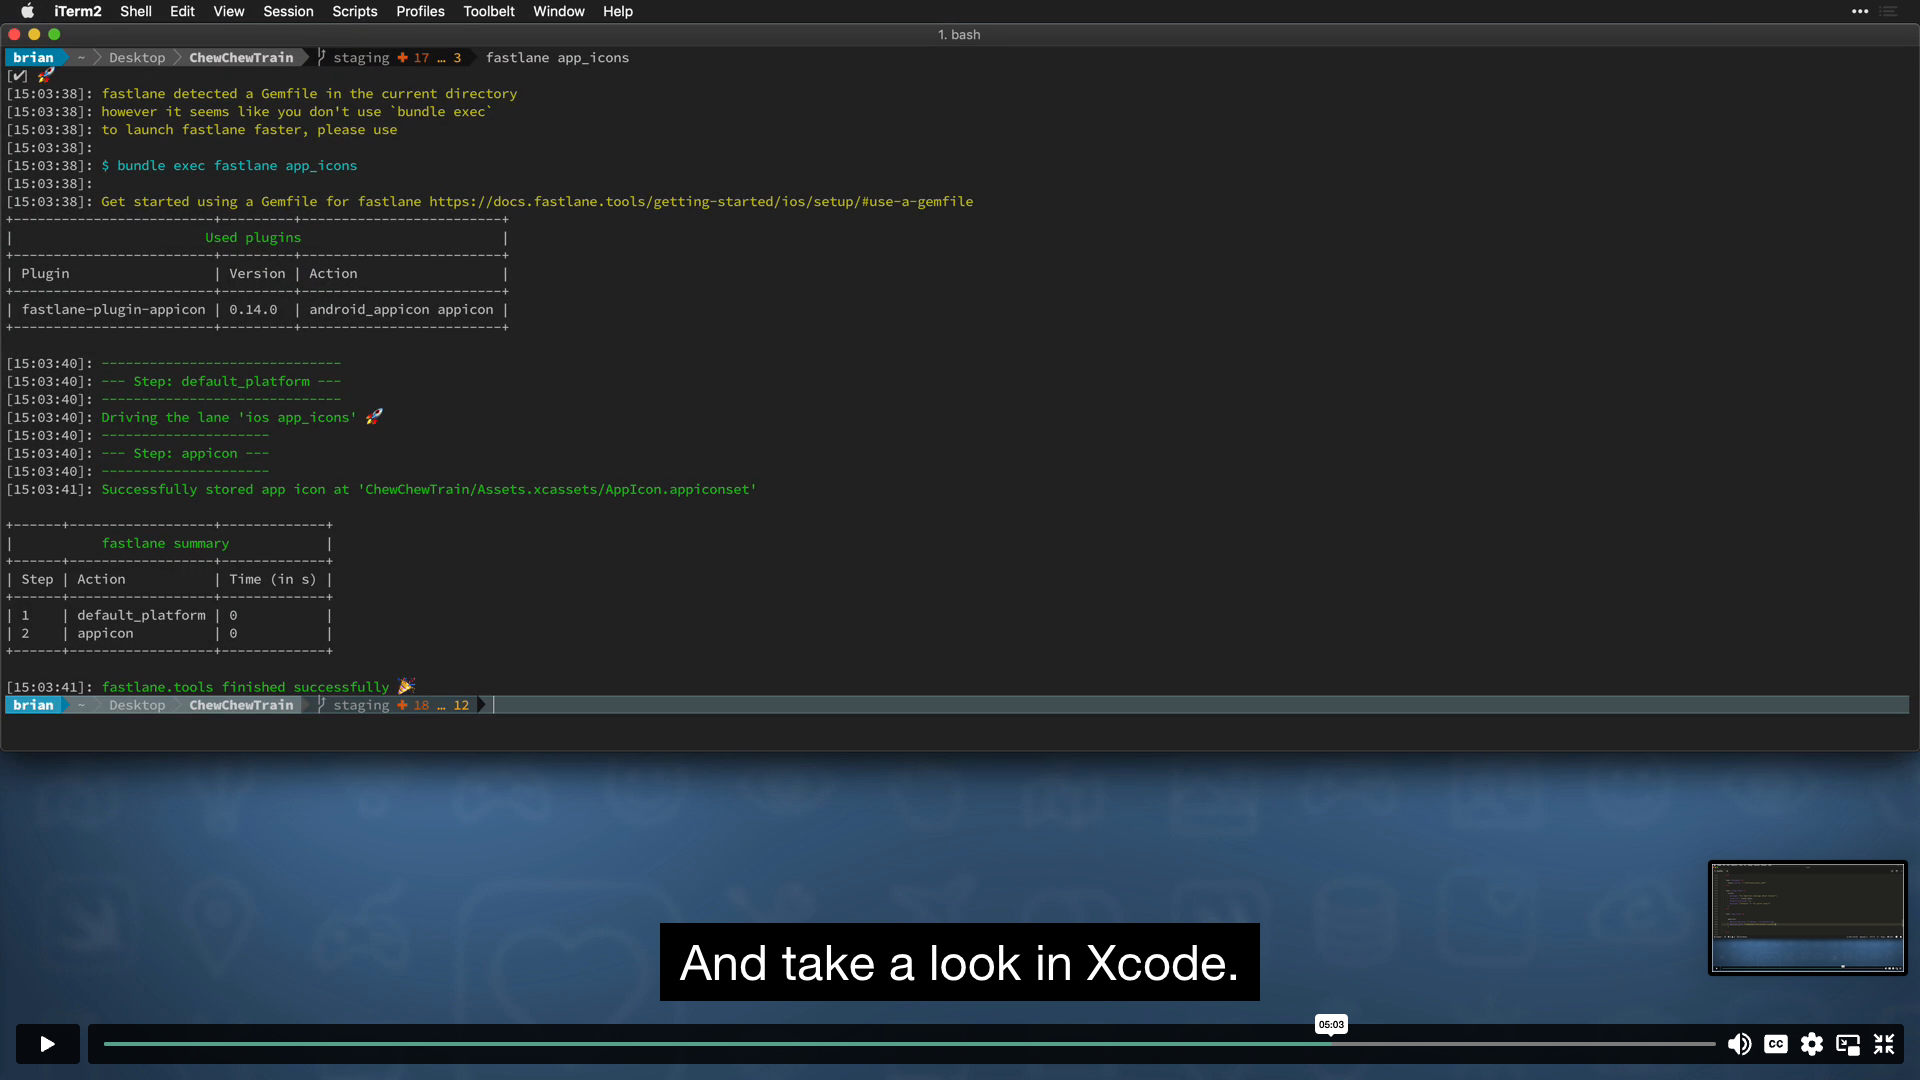 iTerm2 Shell Edit View Session Scripts Profiles Toolbelt Window Help
1. bash
brian ~ Desktop ChewChewTrain staging ✚ 17 … 3 fastlane app_icons
[✔] 🚀
[15:03:38]: fastlane detected a Gemfile in the current directory
[15:03:38]: however it seems like you don't use `bundle exec`
[15:03:38]: to launch fastlane faster, please use
[15:03:38]:
[15:03:38]: $ bundle exec fastlane app_icons
[15:03:38]:
[15:03:38]: Get started using a Gemfile for fastlane https://docs.fastlane.tools/getting-started/ios/setup/#use-a-gemfile
+-------------------------+---------+-------------------------+
| Used plugins |
+-------------------------+---------+-------------------------+
| Plugin | Version | Action |
+-------------------------+---------+-------------------------+
| fastlane-plugin-appicon | 0.14.0 | android_appicon appicon |
+-------------------------+---------+-------------------------+
[15:03:40]: ------------------------------
[15:03:40]: --- Step: default_platform ---
[15:03:40]: ------------------------------
[15:03:40]: Driving the lane 'ios app_icons' 🚀
[15:03:40]: ---------------------
[15:03:40]: --- Step: appicon ---
[15:03:40]: ---------------------
[15:03:41]: Successfully stored app icon at 'ChewChewTrain/Assets.xcassets/AppIcon.appiconset'
+------+------------------+-------------+
| fastlane summary |
+------+------------------+-------------+
| Step | Action | Time (in s) |
+------+------------------+-------------+
| 1 | default_platform | 0 |
| 2 | appicon | 0 |
+------+------------------+-------------+
[15:03:41]: fastlane.tools finished successfully 🎉
brian ~ Desktop ChewChewTrain staging ✚ 18 … 12
And take a look in Xcode.
05:03
CC